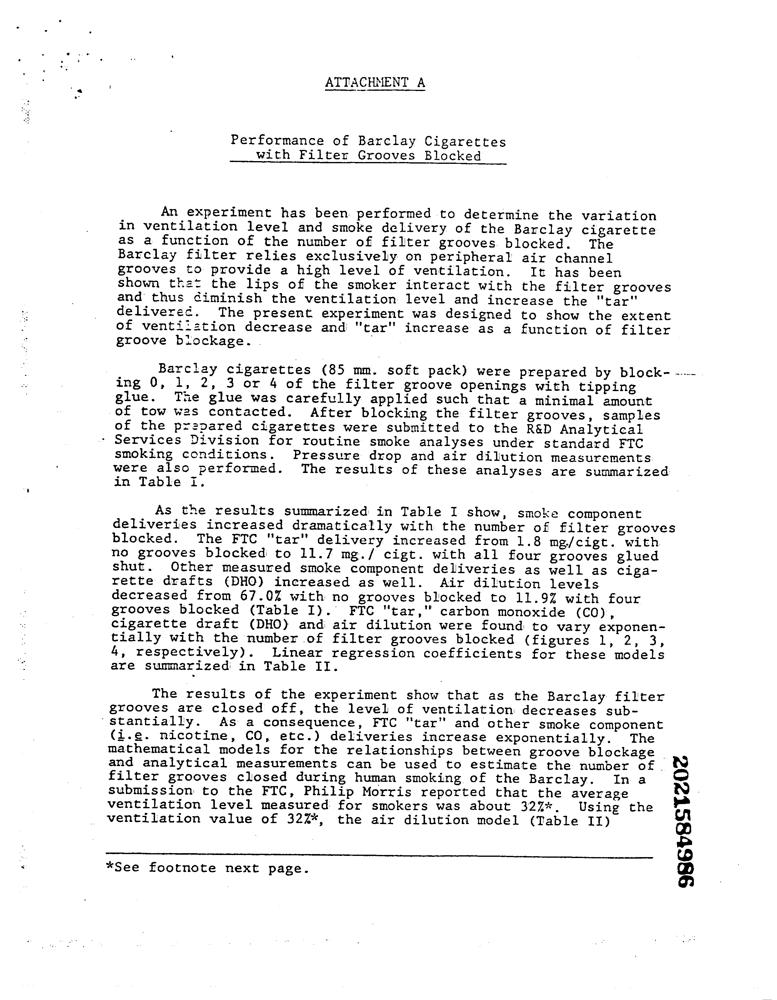 ATTACHMENT A
Performance of Barclay Cigarettes
with Filter Grooves Blocked
An experiment has been performed to determine the variation
in ventilation level and smoke delivery of the Barclay cigarette
as a function of the number of filter grooves blocked. The
Barclay filter relies exclusively on peripheral air channel
grooves to provide a high level of ventilation. It has been
shown that the lips of the smoker interact with the filter grooves
and thus diminish the ventilation level and increase the "tar"
delivered. The present experiment was designed to show the extent
of ventilation decrease and "tar" increase as a function of filter
groove blockage.
Barclay cigarettes (85 mm. soft pack) were prepared by block-
ing 0, 1, 2, 3 or 4 of the filter groove openings with tipping
glue. The glue was carefully applied such that a minimal amount
of tow was contacted. After blocking the filter grooves, samples
of the prepared cigarettes were submitted to the R&D Analytical
Services Division for routine smoke analyses under standard FTC
smoking conditions. Pressure drop and air dilution measurements
were also performed. The results of these analyses are summarized
in Table I.
As the results summarized in Table I show, smoke component
deliveries increased dramatically with the number of filter grooves
blocked. The FTC "tar" delivery increased from 1.8 mg./cigt. with
no grooves blocked to 11.7 mg./ cigt. with all four grooves glued
shut. Other measured smoke component deliveries as well as ciga-
rette drafts (DHO) increased as well. Air dilution levels
decreased from 67.0% with no grooves blocked to 11.9% with four
grooves blocked (Table I). FTC "tar," carbon monoxide (CO),
cigarette draft (DHO) and air dilution were found to vary exponen-
tially with the number of filter grooves blocked (figures 1, 2, 3,
4, respectively). Linear regression coefficients for these models
are summarized in Table II.
The results of the experiment show that as the Barclay filter
grooves are closed off, the level of ventilation decreases sub-
stantially. As a consequence, FTC "tar" and other smoke component
(i.e. nicotine, CO, etc.) deliveries increase exponentially. The
mathematical models for the relationships between groove blockage
and analytical measurements can be used to estimate the number of
filter grooves closed during human smoking of the Barclay. In a
submission to the FTC, Philip Morris reported that the average
ventilation level measured for smokers was about 32%*. Using the
ventilation value of 32%*, the air dilution model (Table II)
*See footnote next page.
2021584986